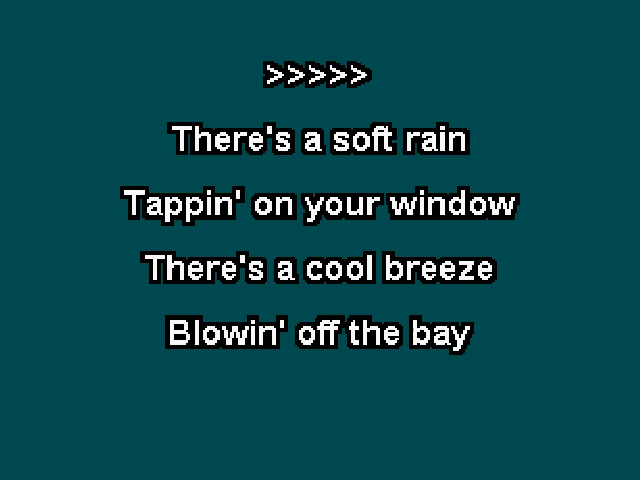 >>>>>
There's a soft rain
Tappin' on your window
There's a cool breeze
Blowin' off the bay